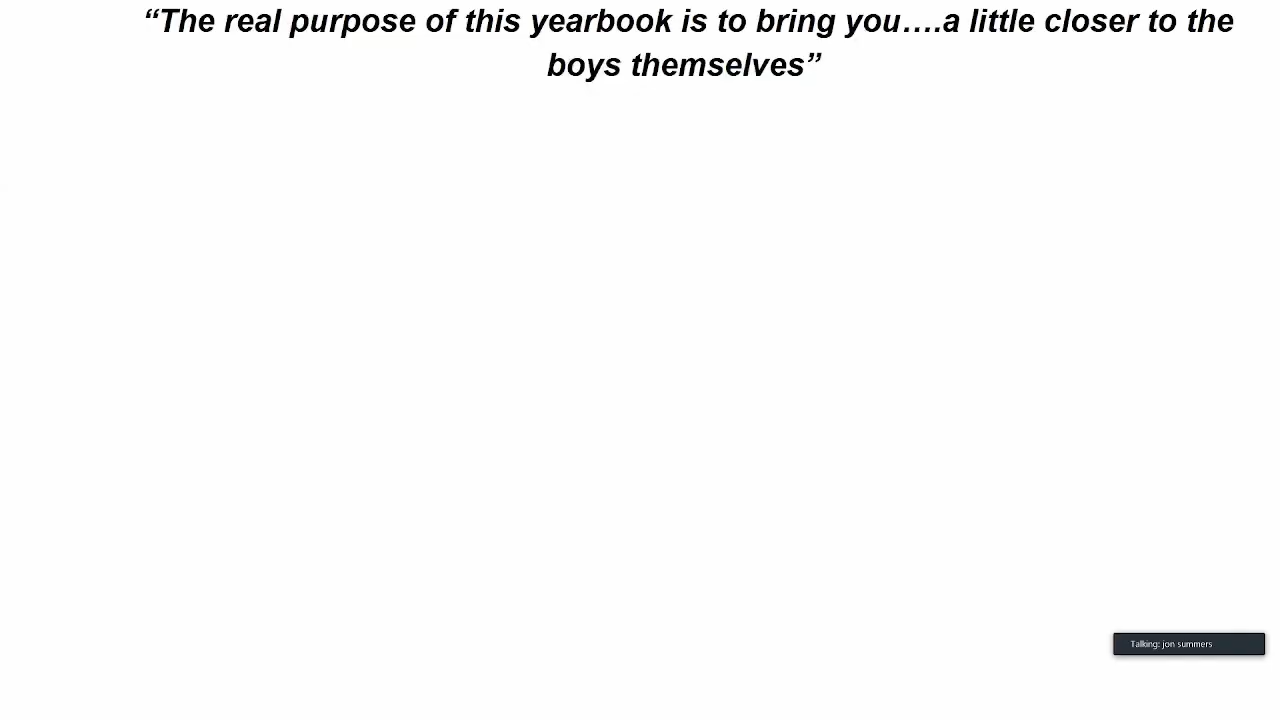 “The real purpose of this yearbook is to bring you….a little closer to the
boys themselves”
Talking: jon summers